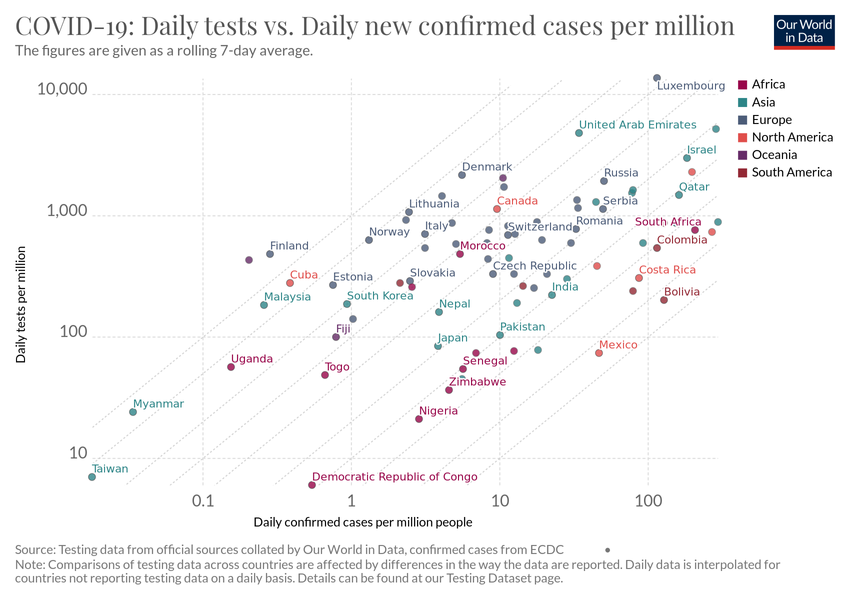 COVID-19: Daily tests vs. Daily new confirmed cases per million
The figures are given as a rolling 7-day average.
Our World
in Data
10,000
1,000
100
10
Daily tests per million
0.1
1
10
100
Daily confirmed cases per million people
Africa
Asia
Europe
North America
Oceania
South America
Luxembourg
United Arab Emirates
Israel
Denmark
Russia
Qatar
Lithuania
Canada
Serbia
Norway
Italy
Switzerland
Romania
South Africa
Finland
Morocco
Colombia
Cuba
Estonia
Slovakia
Czech Republic
Costa Rica
Malaysia
South Korea
India
Bolivia
Nepal
Fiji
Japan
Pakistan
Mexico
Uganda
Togo
Senegal
Zimbabwe
Myanmar
Nigeria
Taiwan
Democratic Republic of Congo
Source: Testing data from official sources collated by Our World in Data, confirmed cases from ECDC
Note: Comparisons of testing data across countries are affected by differences in the way the data are reported. Daily data is interpolated for
countries not reporting testing data on a daily basis. Details can be found at our Testing Dataset page.